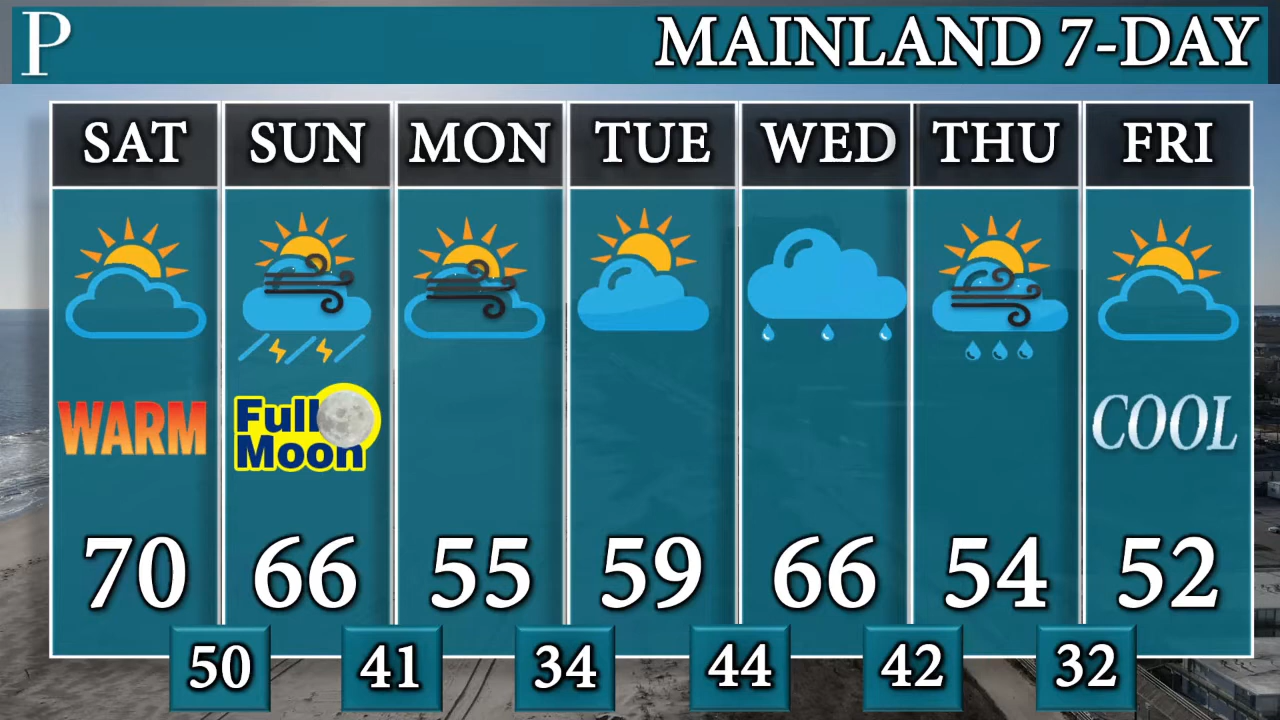 P
MAINLAND 7-DAY
SAT SUN MON TUE WED THU FRI
WARM
Full
Moon
COOL
70 66 55 59 66 54 52
50 41 34 44 42 32